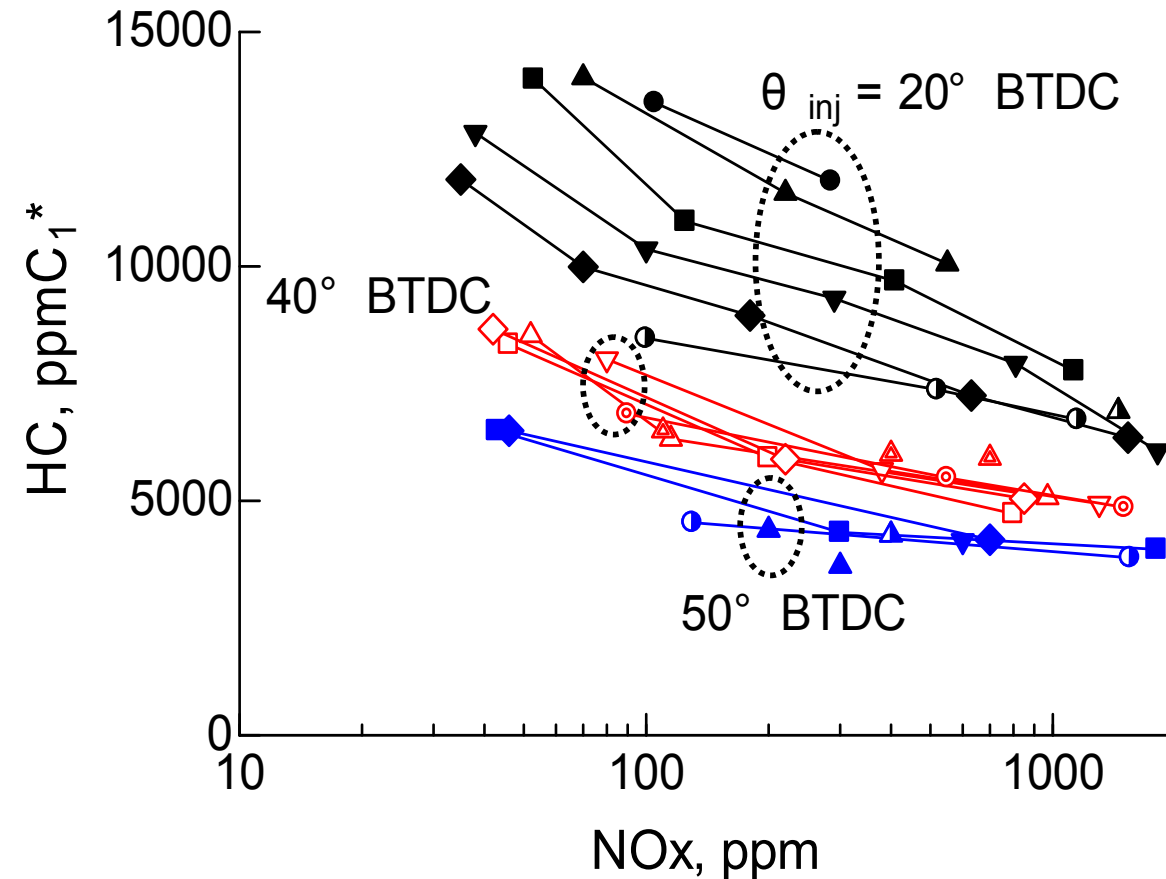 15000
θ inj = 20° BTDC
10000
40° BTDC
HC, ppmC1*
5000
50° BTDC
0
10 100 1000
NOx, ppm